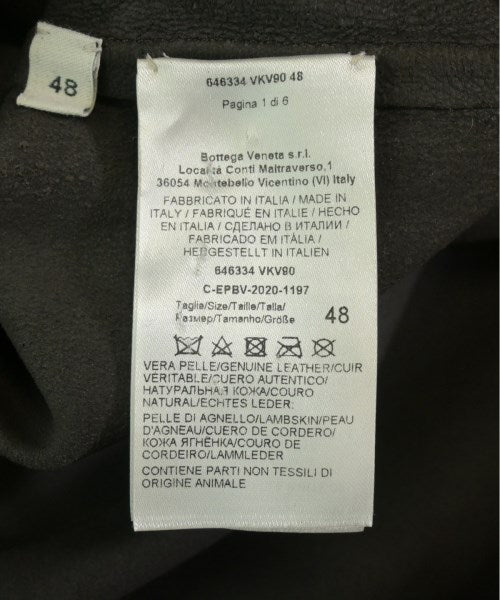 48
646334 VKV90 48
Pagina 1 di 6
Bottega Veneta s.r.l.
Località Conti Maltraverso,1
36054 Montebello Vicentino (VI) Italy
FABBRICATO IN ITALIA / MADE IN
ITALY / FABRIQUÉ EN ITALIE / HECHO
EN ITALIA / СДЕЛАНО В ИТАЛИИ /
FABRICADO EM ITÀLIA /
HERGESTELLT IN ITALIEN
646334 VKV90
C-EPBV-2020-1197
Taglia/Size/Taille/Talla/
Размер/Tamanho/Größe 48
VERA PELLE/GENUINE LEATHER/CUIR
VÉRITABLE/CUERO AUTENTICO/
НАТУРАЛЬНАЯ КОЖА/COURO
NATURAL/ECHTES LEDER:
PELLE DI AGNELLO/LAMBSKIN/PEAU
D'AGNEAU/CUERO DE CORDERO/
КОЖА ЯГНЁНКА/COURO DE
CORDEIRO/LAMMLEDER
CONTIENE PARTI NON TESSILI DI
ORIGINE ANIMALE